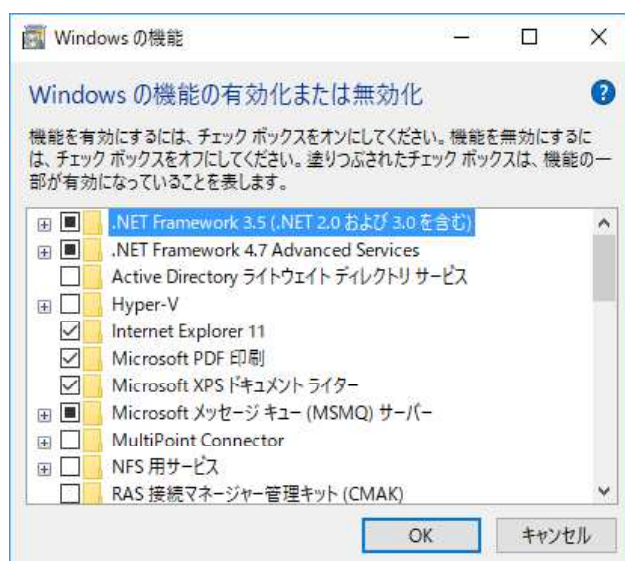 Windows の機能
Windows の機能の有効化または無効化
?
機能を有効にするには、チェック ボックスをオンにしてください。機能を無効にするに
は、チェック ボックスをオフにしてください。塗りつぶされたチェック ボックスは、機能の一
部が有効になっていることを表します。
.NET Framework 3.5 (.NET 2.0 および 3.0 を含む)
.NET Framework 4.7 Advanced Services
Active Directory ライトウェイト ディレクトリ サービス
Hyper-V
Internet Explorer 11
Microsoft PDF 印刷
Microsoft XPS ドキュメント ライター
Microsoft メッセージ キュー (MSMQ) サーバー
MultiPoint Connector
NFS 用サービス
RAS 接続マネージャー管理キット (CMAK)
OK キャンセル